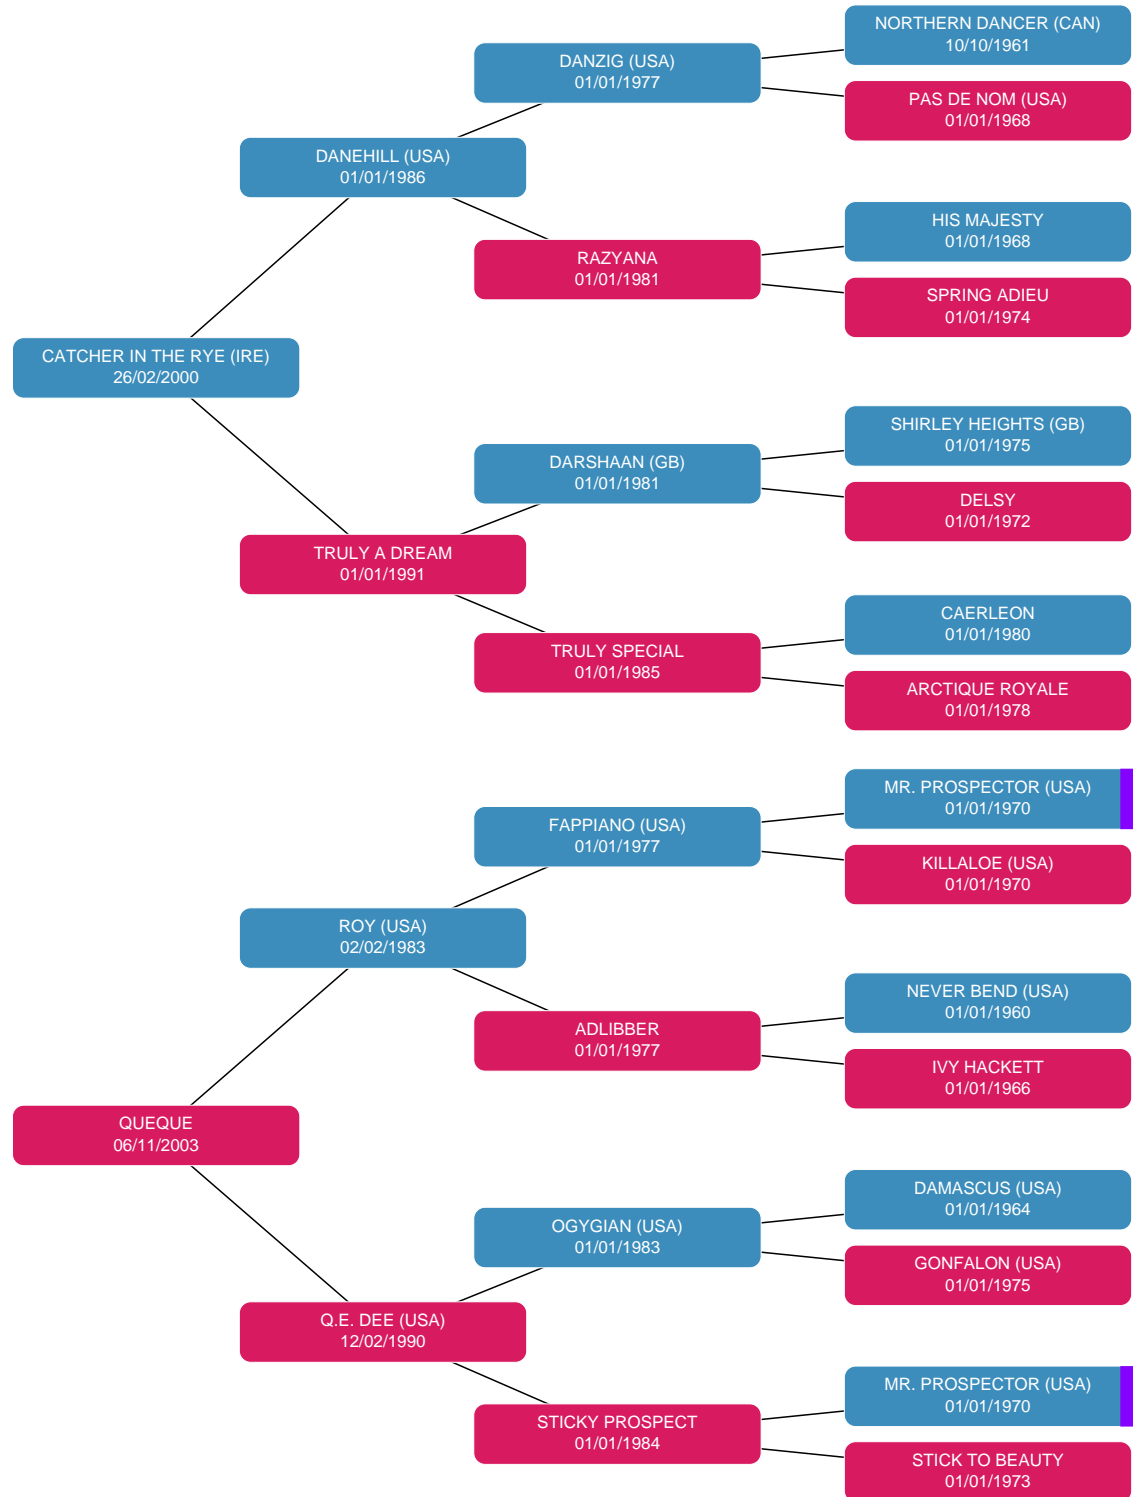 NORTHERN DANCER (CAN)
10/10/1961
DANZIG (USA)
01/01/1977
PAS DE NOM (USA)
01/01/1968
DANEHILL (USA)
01/01/1986
HIS MAJESTY
01/01/1968
RAZYANA
01/01/1981
SPRING ADIEU
01/01/1974
CATCHER IN THE RYE (IRE)
26/02/2000
SHIRLEY HEIGHTS (GB)
01/01/1975
DARSHAAN (GB)
01/01/1981
DELSY
01/01/1972
TRULY A DREAM
01/01/1991
CAERLEON
01/01/1980
TRULY SPECIAL
01/01/1985
ARCTIQUE ROYALE
01/01/1978
MR. PROSPECTOR (USA)
01/01/1970
FAPPIANO (USA)
01/01/1977
KILLALOE (USA)
01/01/1970
ROY (USA)
02/02/1983
NEVER BEND (USA)
01/01/1960
ADLIBBER
01/01/1977
IVY HACKETT
01/01/1966
QUEQUE
06/11/2003
DAMASCUS (USA)
01/01/1964
OGYGIAN (USA)
01/01/1983
GONFALON (USA)
01/01/1975
Q.E. DEE (USA)
12/02/1990
MR. PROSPECTOR (USA)
01/01/1970
STICKY PROSPECT
01/01/1984
STICK TO BEAUTY
01/01/1973